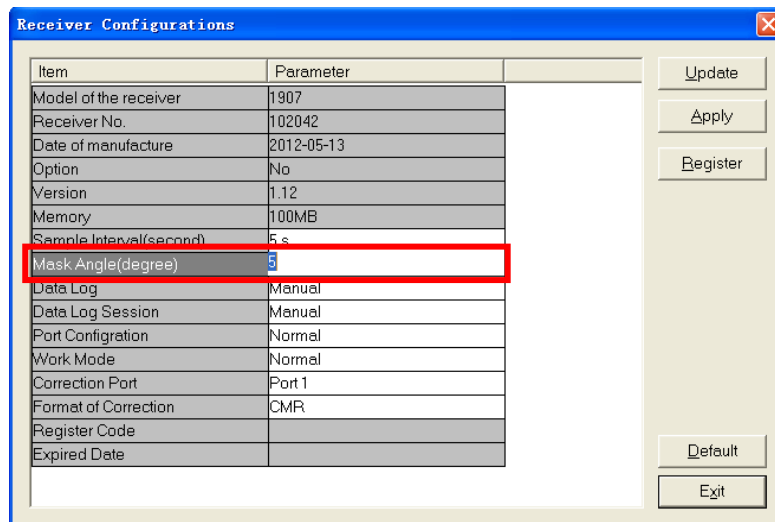 Receiver Configurations
Item Parameter
Model of the receiver 1907
Receiver No. 102042
Date of manufacture 2012-05-13
Option No
Version 1.12
Memory 100MB
Sample Interval(second) 5 s
Mask Angle(degree) 5
Data Log Manual
Data Log Session Manual
Port Configration Normal
Work Mode Normal
Correction Port Port 1
Format of Correction CMR
Register Code
Expired Date
Update
Apply
Register
Default
Exit